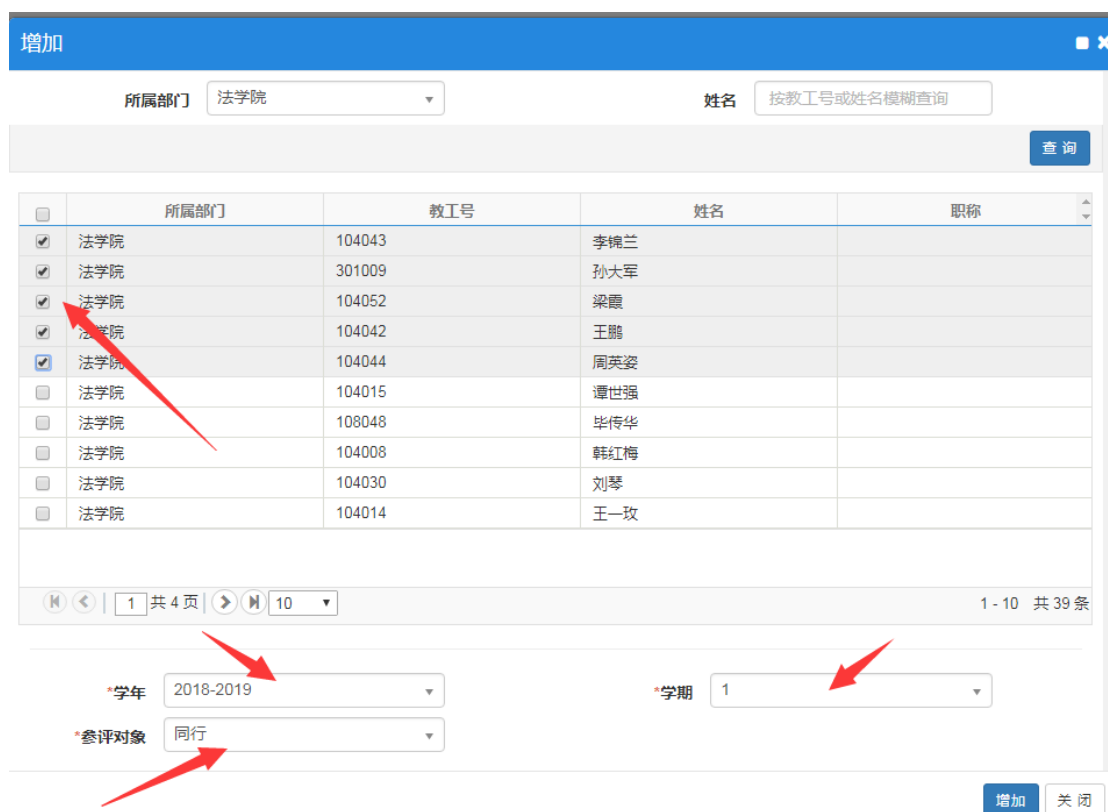 增加
所属部门 法学院 姓名 按教工号或姓名模糊查询
查询
所属部门 教工号 姓名 职称
法学院 104043 李锦兰
法学院 301009 孙大军
法学院 104052 梁霞
法学院 104042 王鹏
法学院 104044 周英姿
法学院 104015 谭世强
法学院 108048 毕传华
法学院 104008 韩红梅
法学院 104030 刘琴
法学院 104014 王一玫
1 共 4 页 10 1 - 10 共 39 条
*学年 2018-2019 *学期 1
*参评对象 同行
增加 关闭